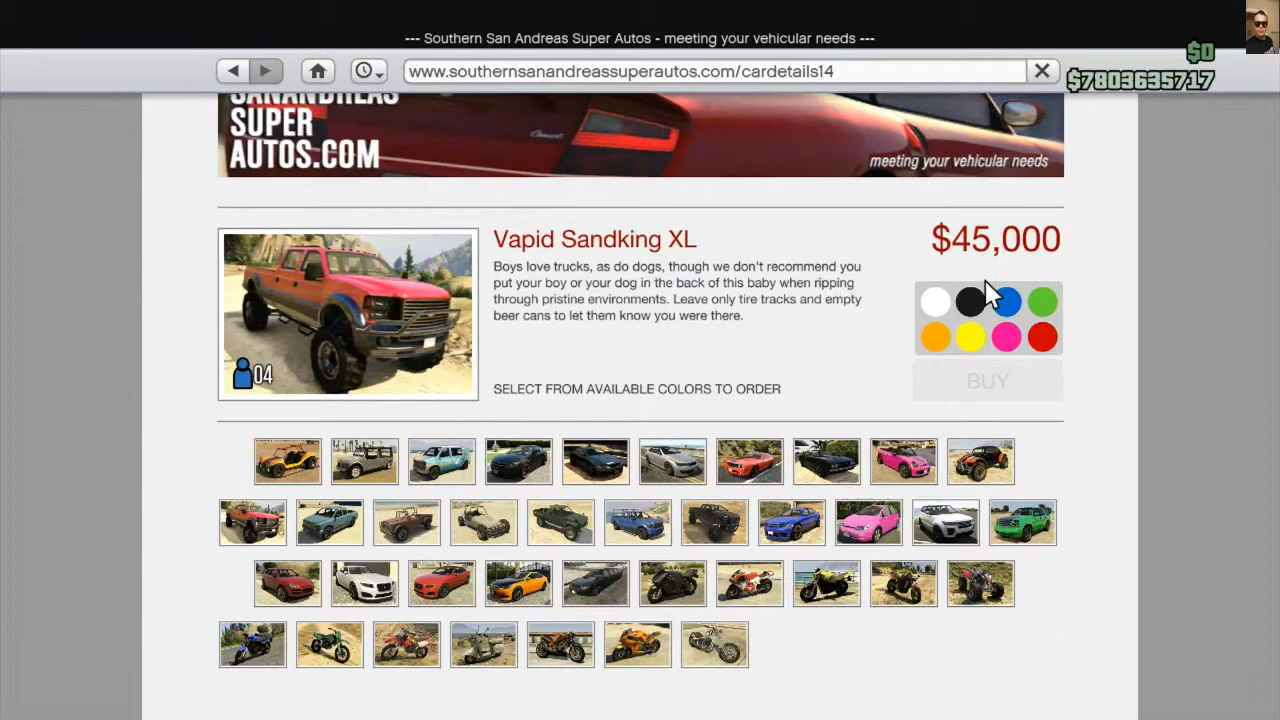 --- Southern San Andreas Super Autos - meeting your vehicular needs ---
$0
www.southernsanandreassuperautos.com/cardetails14
$7803635717
SANANDREAS
SUPER
AUTOS.COM
meeting your vehicular needs
Vapid Sandking XL
$45,000
Boys love trucks, as do dogs, though we don't recommend you
put your boy or your dog in the back of this baby when ripping
through pristine environments. Leave only tire tracks and empty
beer cans to let them know you were there.
04
SELECT FROM AVAILABLE COLORS TO ORDER
BUY